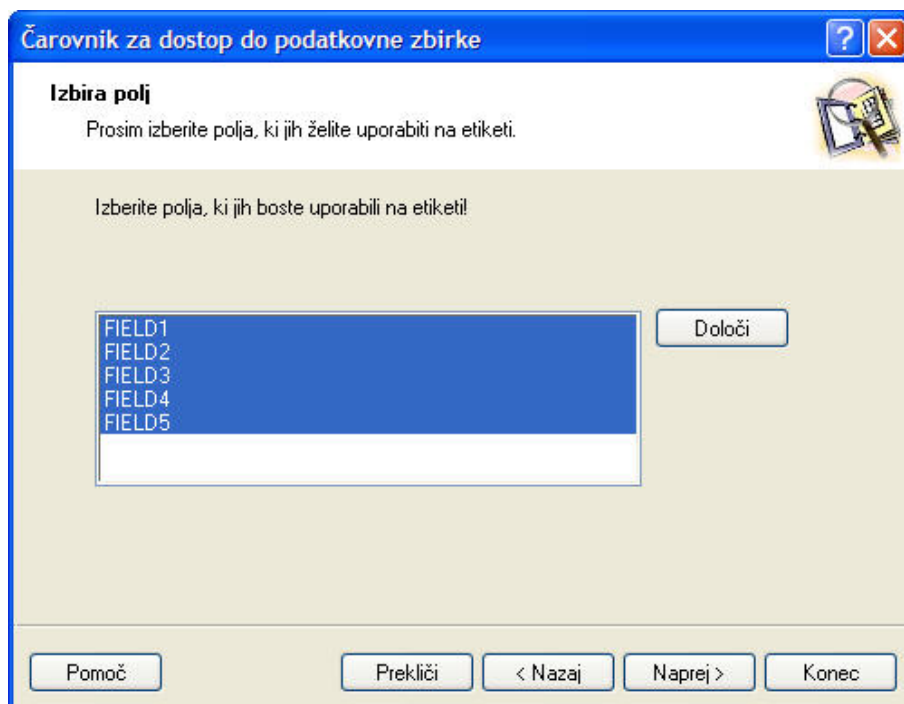 Čarovnik za dostop do podatkovne zbirke
Izbira polj
Prosim izberite polja, ki jih želite uporabiti na etiketi.
Izberite polja, ki jih boste uporabili na etiketi!
FIELD1
FIELD2
FIELD3
FIELD4
FIELD5
Določi
Pomoč
Prekliči
< Nazaj
Naprej >
Konec